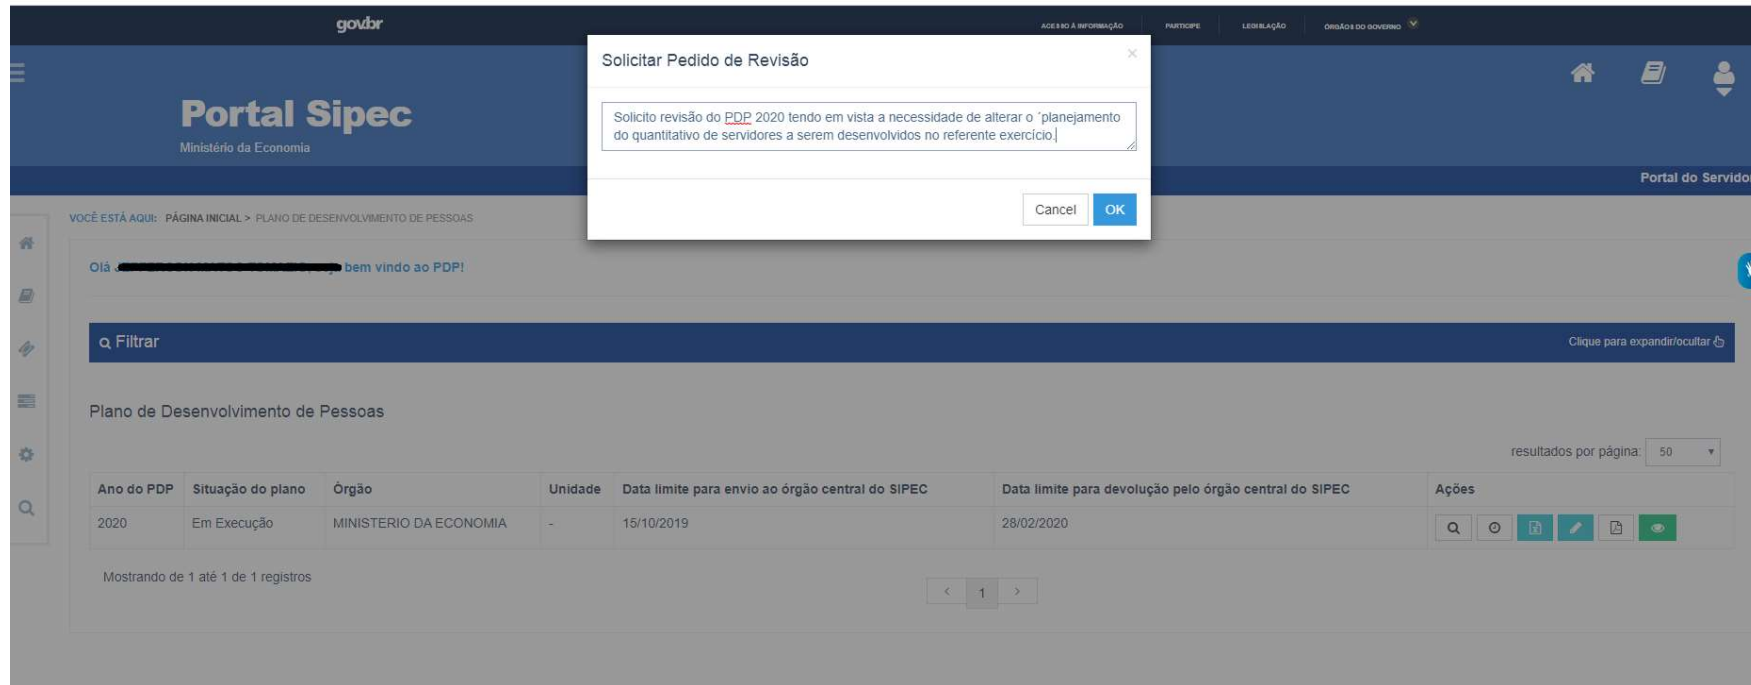 gov.br
ACESSO À INFORMAÇÃO
PARTICIPE
LEGISLAÇÃO
ÓRGÃOS DO GOVERNO
Solicitar Pedido de Revisão
×
Solicito revisão do PDP 2020 tendo em vista a necessidade de alterar o ´planejamento
do quantitativo de servidores a serem desenvolvidos no referente exercício.
Cancel
OK
Portal Sipec
Ministério da Economia
Portal do Servidor
VOCÊ ESTÁ AQUI: PÁGINA INICIAL > PLANO DE DESENVOLVIMENTO DE PESSOAS
Olá bem vindo ao PDP!
Filtrar
Clique para expandir/ocultar
Plano de Desenvolvimento de Pessoas
resultados por página: 50
Ano do PDP Situação do plano Órgão Unidade Data limite para envio ao órgão central do SIPEC Data limite para devolução pelo órgão central do SIPEC Ações
2020 Em Execução MINISTERIO DA ECONOMIA - 15/10/2019 28/02/2020
Mostrando de 1 até 1 de 1 registros
< 1 >